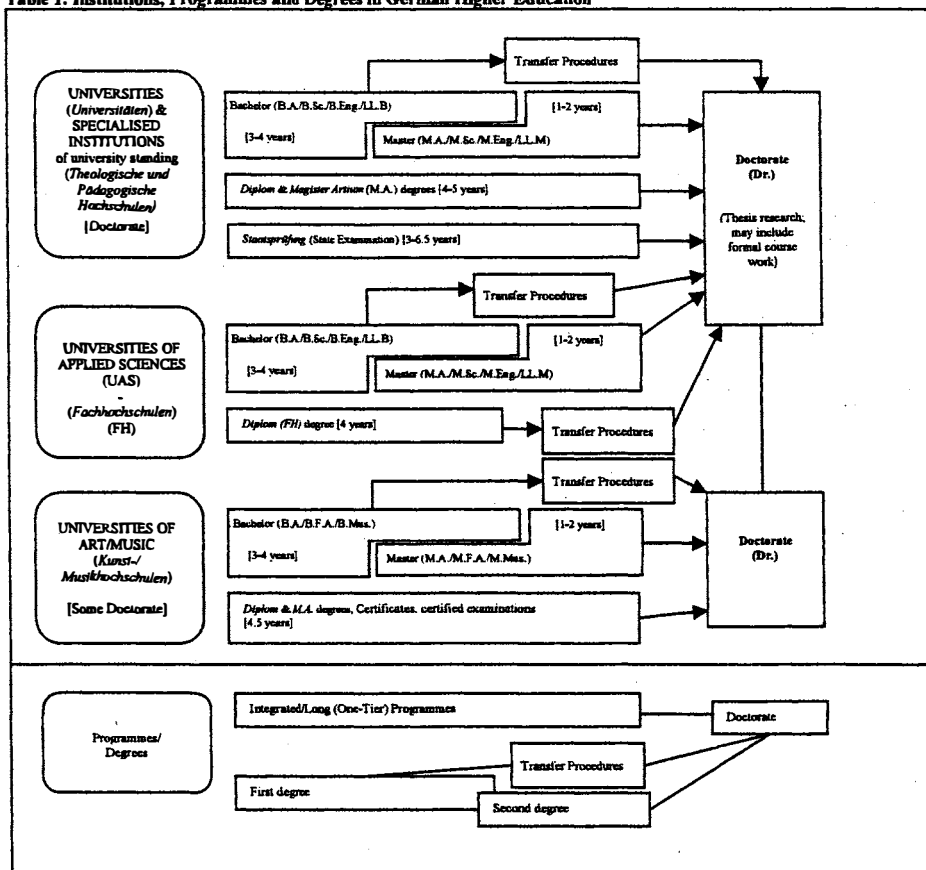 Table 1: Institutions, Programmes and Degrees in German Higher Education
UNIVERSITIES
(Universitäten) &
SPECIALISED
INSTITUTIONS
of university standing
(Theologische und
Pädagogische
Hochschulen)
[Doctorate]
Transfer Procedures
Bachelor (B.A./B.Sc./B.Eng./LL.B)
[3-4 years]
[1-2 years]
Master (M.A./M.Sc./M.Eng./LL.M)
Diplom & Magister Artium (M.A.) degrees [4-5 years]
Staatsprüfung (State Examination) [3-6.5 years]
Doctorate
(Dr.)
(Thesis research;
may include
formal course
work)
UNIVERSITIES OF
APPLIED SCIENCES
(UAS)
-
(Fachhochschulen)
(FH)
Transfer Procedures
Bachelor (B.A./B.Sc./B.Eng./LL.B)
[3-4 years]
[1-2 years]
Master (M.A./M.Sc./M.Eng./LL.M)
Diplom (FH) degree [4 years]
Transfer Procedures
UNIVERSITIES OF
ART/MUSIC
(Kunst-/
Musikhochschulen)
[Some Doctorate]
Transfer Procedures
Bachelor (B.A./B.F.A./B.Mus.)
[3-4 years]
[1-2 years]
Master (M.A./M.F.A./M.Mus.)
Diplom & M.A. degrees, Certificates. certified examinations
[4.5 years]
Doctorate
(Dr.)
Programmes/
Degrees
Integrated/Long (One-Tier) Programmes
Doctorate
Transfer Procedures
First degree
Second degree